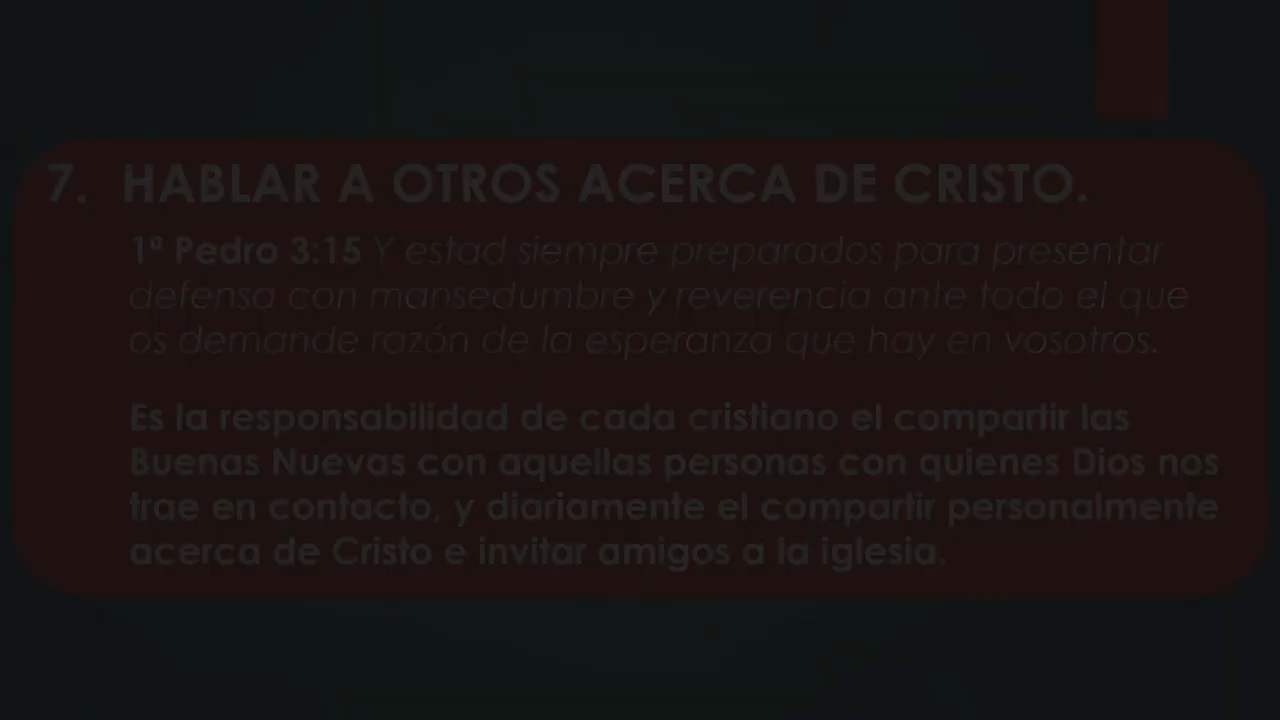 7. HABLAR A OTROS ACERCA DE CRISTO.
1ª Pedro 3:15 Y estad siempre preparados para presentar
defensa con mansedumbre y reverencia ante todo el que
os demande razón de la esperanza que hay en vosotros.
Es la responsabilidad de cada cristiano el compartir las
Buenas Nuevas con aquellas personas con quienes Dios nos
trae en contacto, y diariamente el compartir personalmente
acerca de Cristo e invitar amigos a la iglesia.